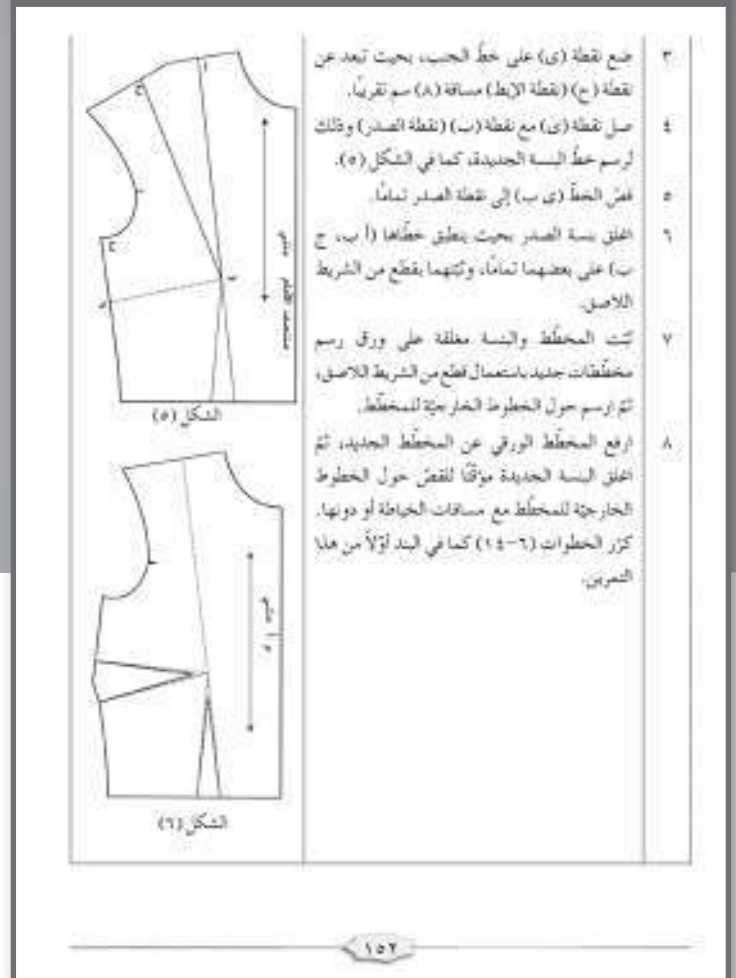 ٣ ضع نقطة (ى) على خطّ الجنب، بحيث تبعد عن
نقطة (ح) (نقطة الإبط) مسافة (٨) سم تقريبًا.
٤ صل نقطة (ى) مع نقطة (ب) (نقطة الصدر) وذلك
لرسم خطّ البنسة الجديدة، كما في الشكل (٥).
٥ قصّ الخطّ (ى ب) إلى نقطة الصدر تمامًا.
٦ اغلق بنسة الصدر بحيث ينطبق خطّاها (أ ب، ج
ب) على بعضهما تمامًا، وثبّتهما بقطع من الشريط
اللاصق.
٧ ثبّت المخطّط والبنسة مغلقة على ورق رسم
مخطّطات جديد باستعمال قطع من الشريط اللاصق،
ثمّ ارسم حول الخطوط الخارجيّة للمخطّط.
٨ ارفع المخطّط الورقي عن المخطّط الجديد، ثمّ
اغلق البنسة الجديدة مؤقتًا للقصّ حول الخطوط
الخارجيّة للمخطّط مع مسافات الخياطة أو دونها.
كرّر الخطوات (٦-١٤) كما في البند أوّلاً من هذا
التمرين.
أ
ج
ح
ب
ى
منتصف الأمام
الشكل (٥)
الشكل (٦)
١٥٢